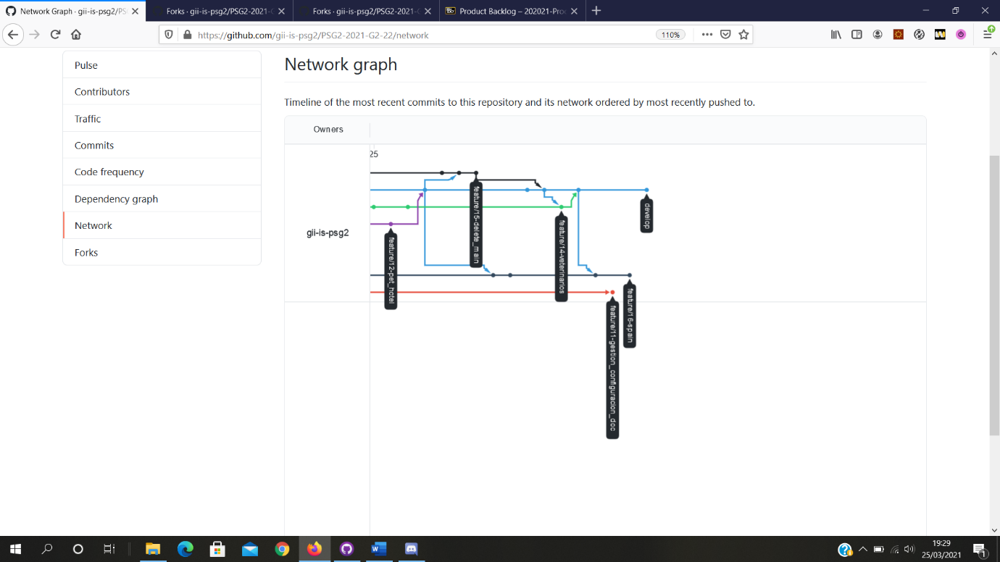 Network Graph · gii-is-psg2/PS
Forks · gii-is-psg2/PSG2-2021-G
Forks · gii-is-psg2/PSG2-2021-G
Bb Product Backlog – 202021-Proc
https://github.com/gii-is-psg2/PSG2-2021-G2-22/network
110%
Pulse
Contributors
Traffic
Commits
Code frequency
Dependency graph
Network
Forks
Network graph
Timeline of the most recent commits to this repository and its network ordered by most recently pushed to.
Owners
25
gii-is-psg2
feature/12-pet_hotel
feature/15-delete_main
feature/14-veterinarios
feature/11-gestion_configuracion_doc
feature/16-spain
develop
19:29
25/03/2021
1